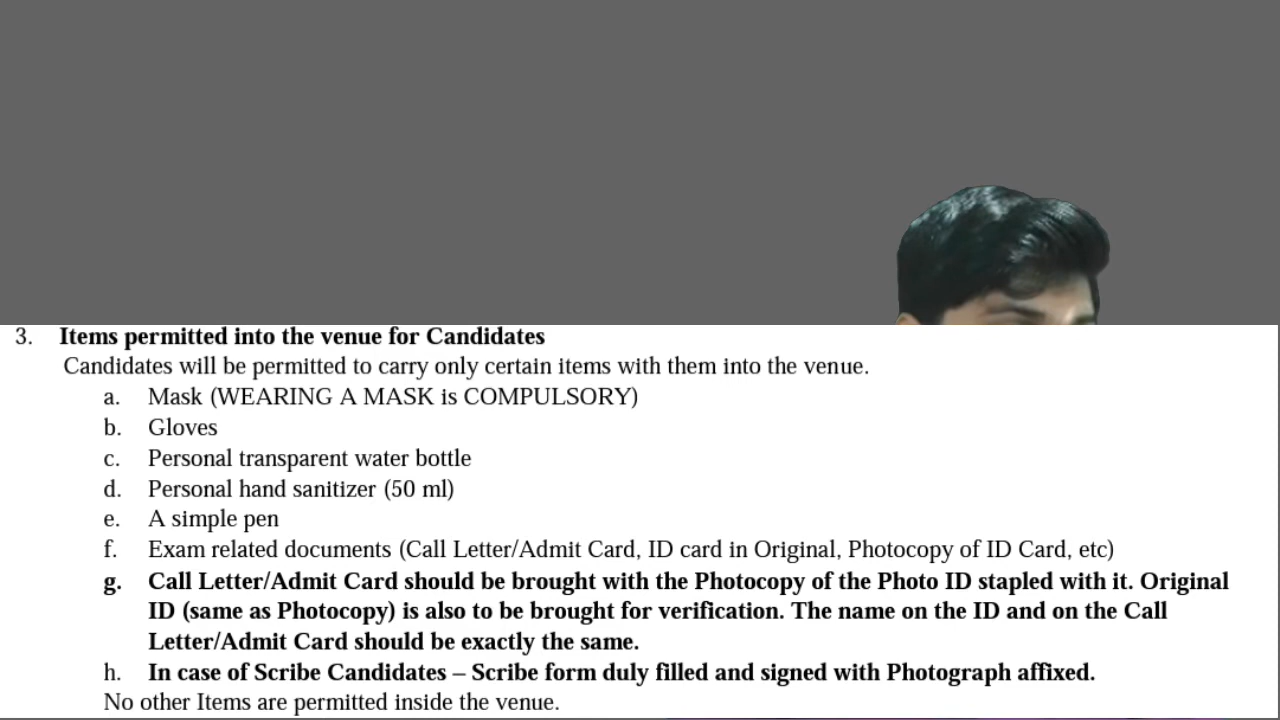 3. Items permitted into the venue for Candidates
Candidates will be permitted to carry only certain items with them into the venue.
a. Mask (WEARING A MASK is COMPULSORY)
b. Gloves
c. Personal transparent water bottle
d. Personal hand sanitizer (50 ml)
e. A simple pen
f. Exam related documents (Call Letter/Admit Card, ID card in Original, Photocopy of ID Card, etc)
g. Call Letter/Admit Card should be brought with the Photocopy of the Photo ID stapled with it. Original
ID (same as Photocopy) is also to be brought for verification. The name on the ID and on the Call
Letter/Admit Card should be exactly the same.
h. In case of Scribe Candidates – Scribe form duly filled and signed with Photograph affixed.
No other Items are permitted inside the venue.